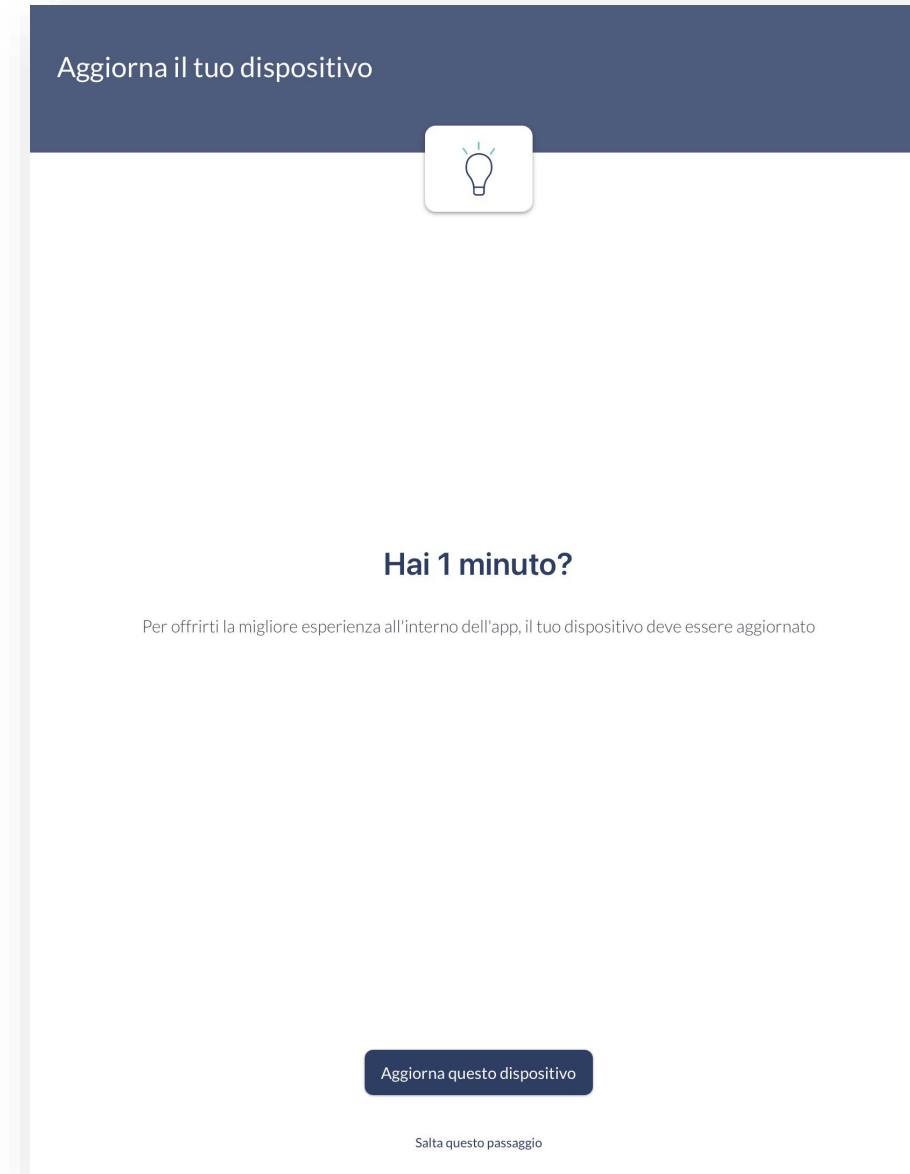 Aggiorna il tuo dispositivo
Hai 1 minuto?
Per offrirti la migliore esperienza all'interno dell'app, il tuo dispositivo deve essere aggiornato
Aggiorna questo dispositivo
Salta questo passaggio